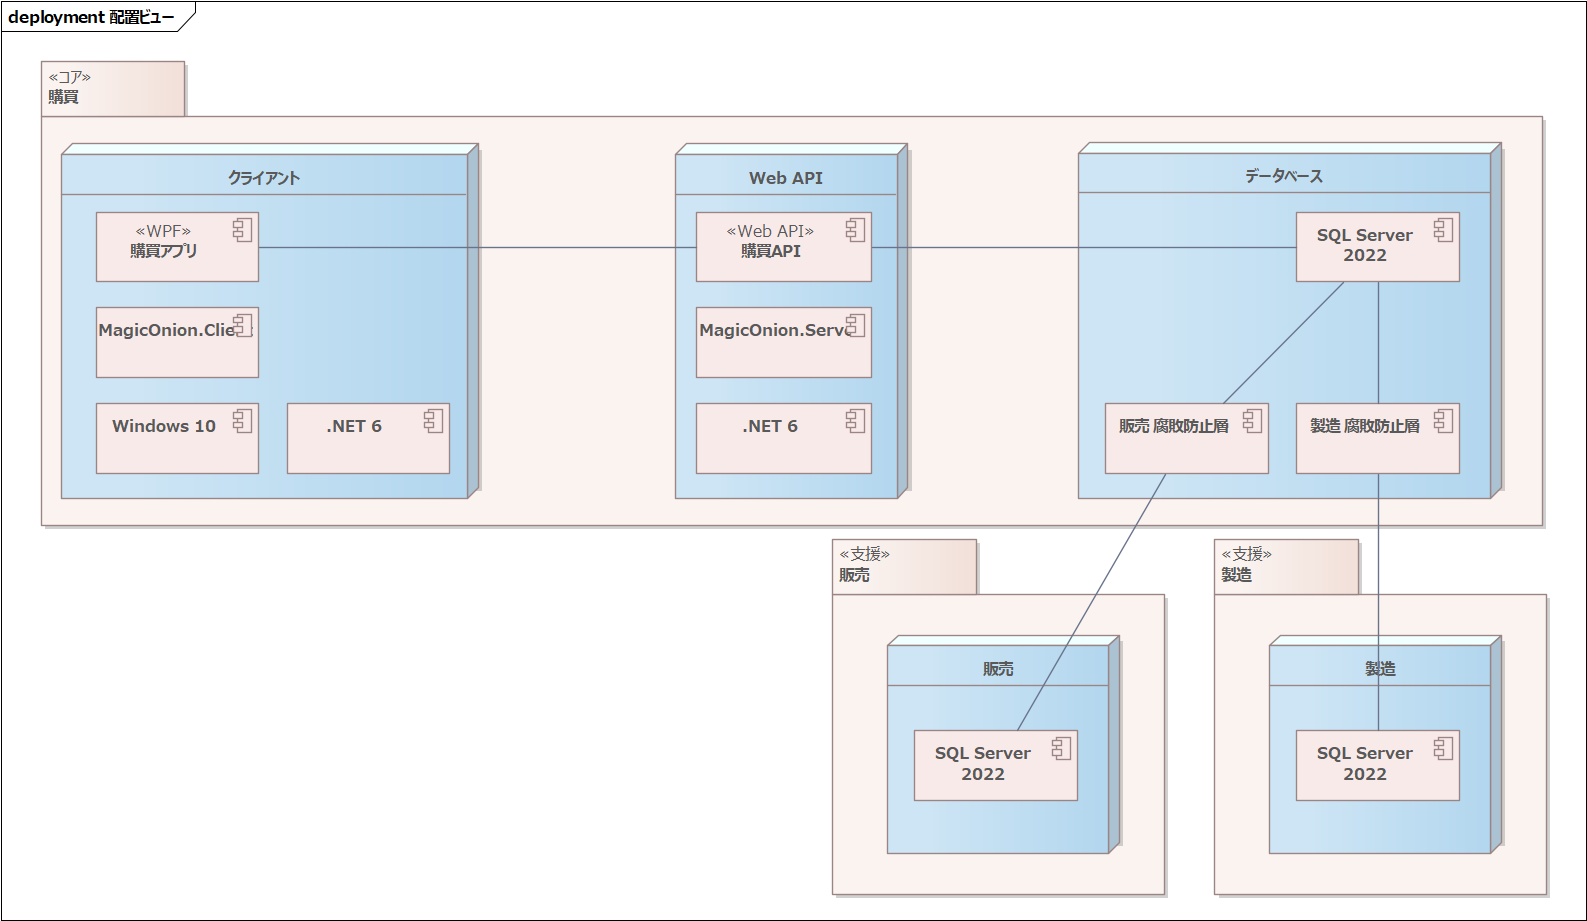 deployment 配置ビュー
«コア»
購買
クライアント
«WPF»
購買アプリ
MagicOnion.Clie
Windows 10
.NET 6
Web API
«Web API»
購買API
MagicOnion.Serv
.NET 6
データベース
SQL Server
2022
販売 腐敗防止層
製造 腐敗防止層
«支援»
販売
販売
SQL Server
2022
«支援»
製造
製造
SQL Server
2022